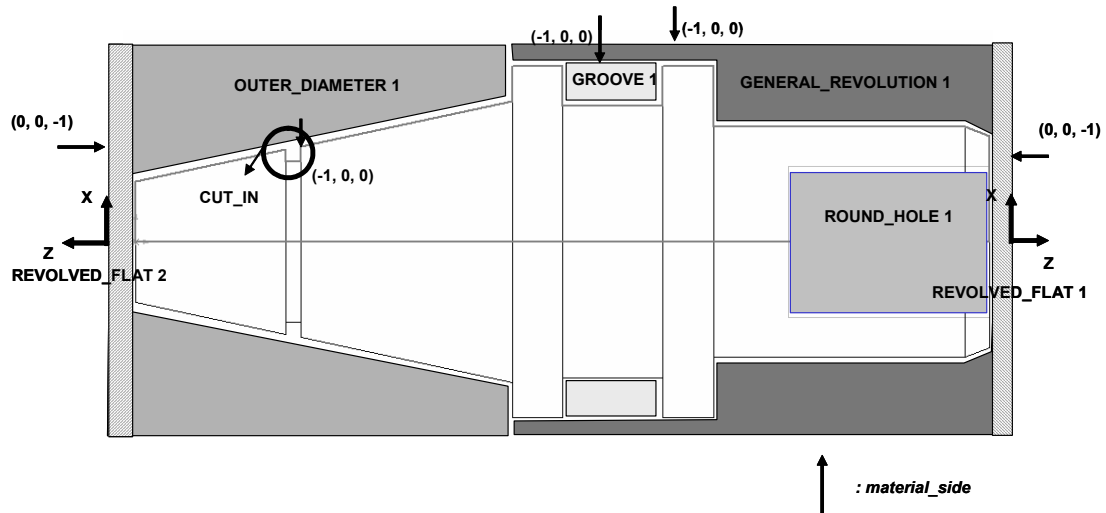 (-1, 0, 0)
(-1, 0, 0)
OUTER_DIAMETER 1
GROOVE 1
GENERAL_REVOLUTION 1
(0, 0, -1)
(0, 0, -1)
(-1, 0, 0)
CUT_IN
X
X
ROUND_HOLE 1
Z
Z
REVOLVED_FLAT 2
REVOLVED_FLAT 1
: material_side